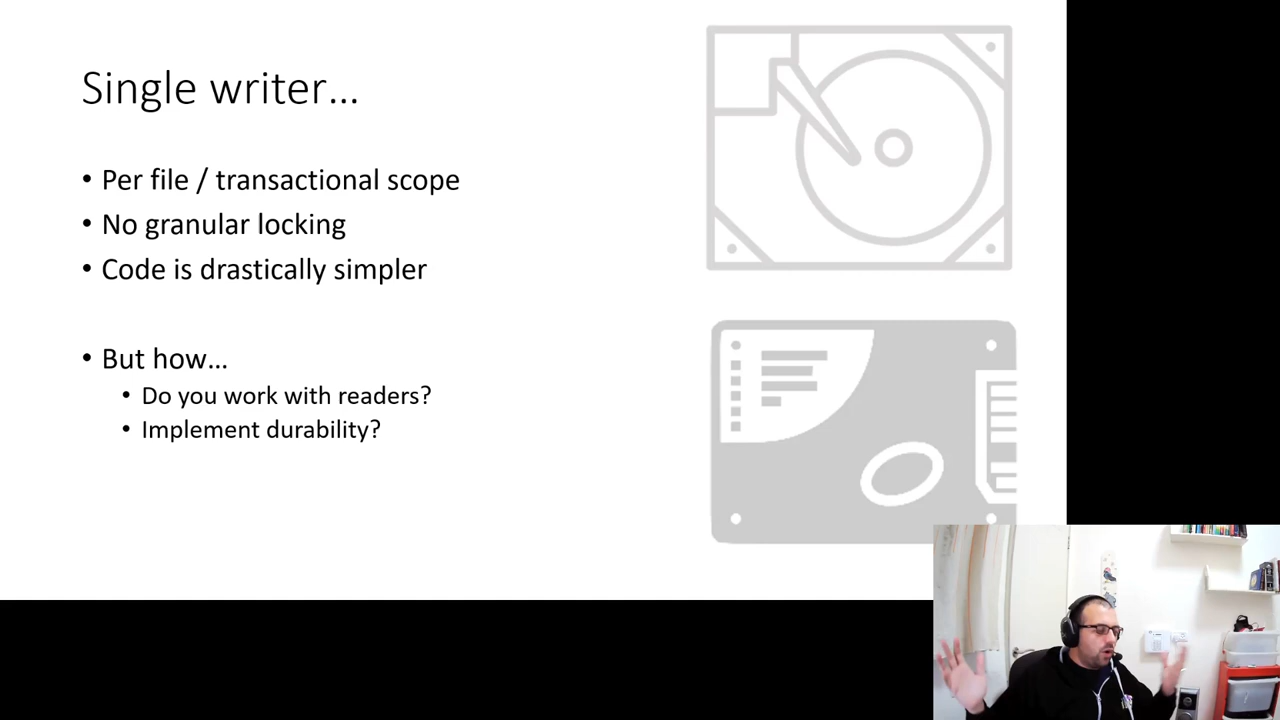 Single writer…
• Per file / transactional scope
• No granular locking
• Code is drastically simpler
• But how…
• Do you work with readers?
• Implement durability?